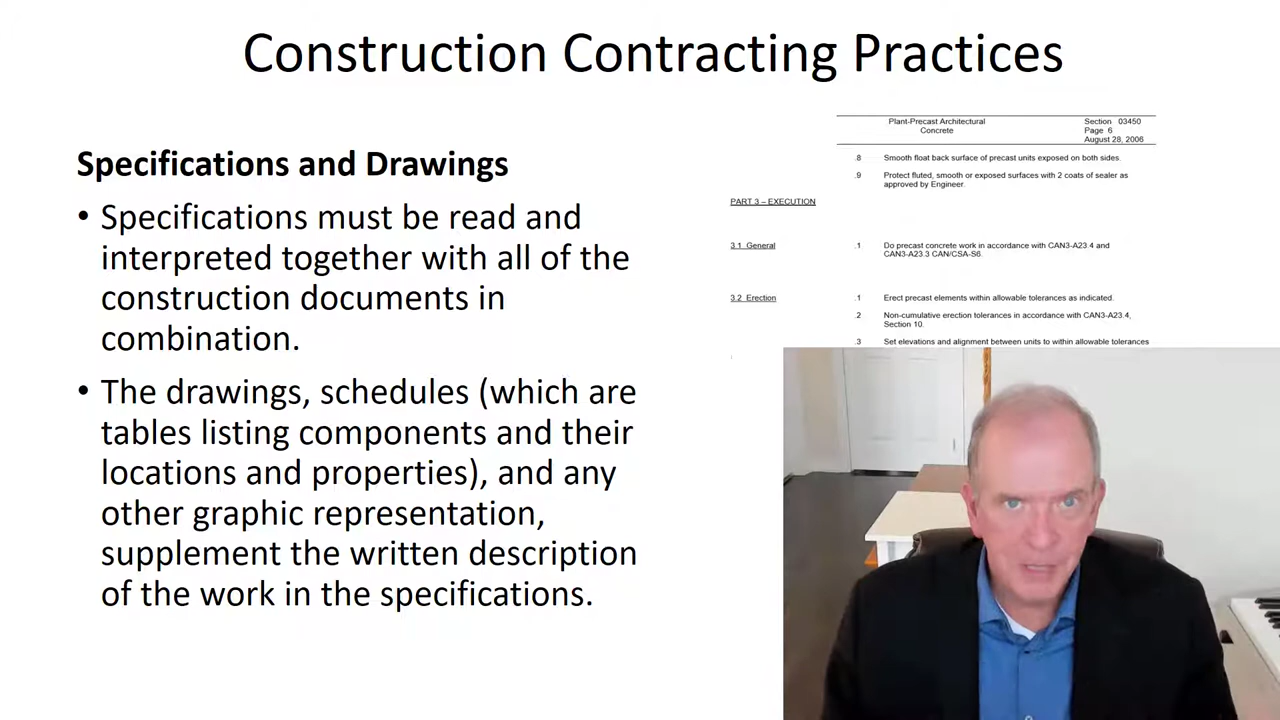 Construction Contracting Practices
Specifications and Drawings
• Specifications must be read and
interpreted together with all of the
construction documents in
combination.
• The drawings, schedules (which are
tables listing components and their
locations and properties), and any
other graphic representation,
supplement the written description
of the work in the specifications.
Plant-Precast Architectural
Concrete
Section 03450
Page 6
August 28, 2006
.8 Smooth float back surface of precast units exposed on both sides.
.9 Protect fluted, smooth or exposed surfaces with 2 coats of sealer as
approved by Engineer.
PART 3 – EXECUTION
3.1 General .1 Do precast concrete work in accordance with CAN3-A23.4 and
CAN3-A23.3 CAN/CSA-S6.
3.2 Erection .1 Erect precast elements within allowable tolerances as indicated.
.2 Non-cumulative erection tolerances in accordance with CAN3-A23.4,
Section 10.
.3 Set elevations and alignment between units to within allowable tolerances